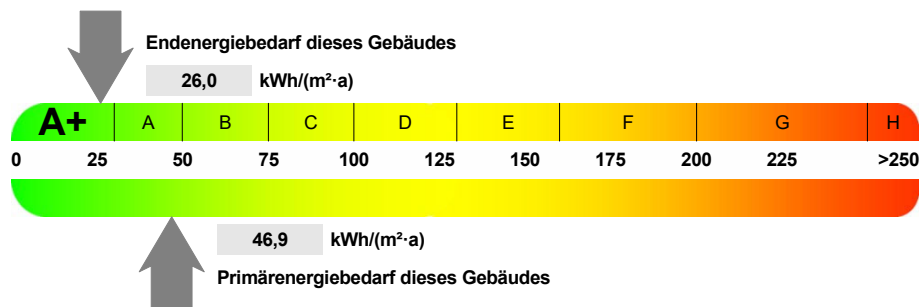 Endenergiebedarf dieses Gebäudes
26,0 kWh/(m²·a)
A+ A B C D E F G H
0 25 50 75 100 125 150 175 200 225 >250
46,9 kWh/(m²·a)
Primärenergiebedarf dieses Gebäudes